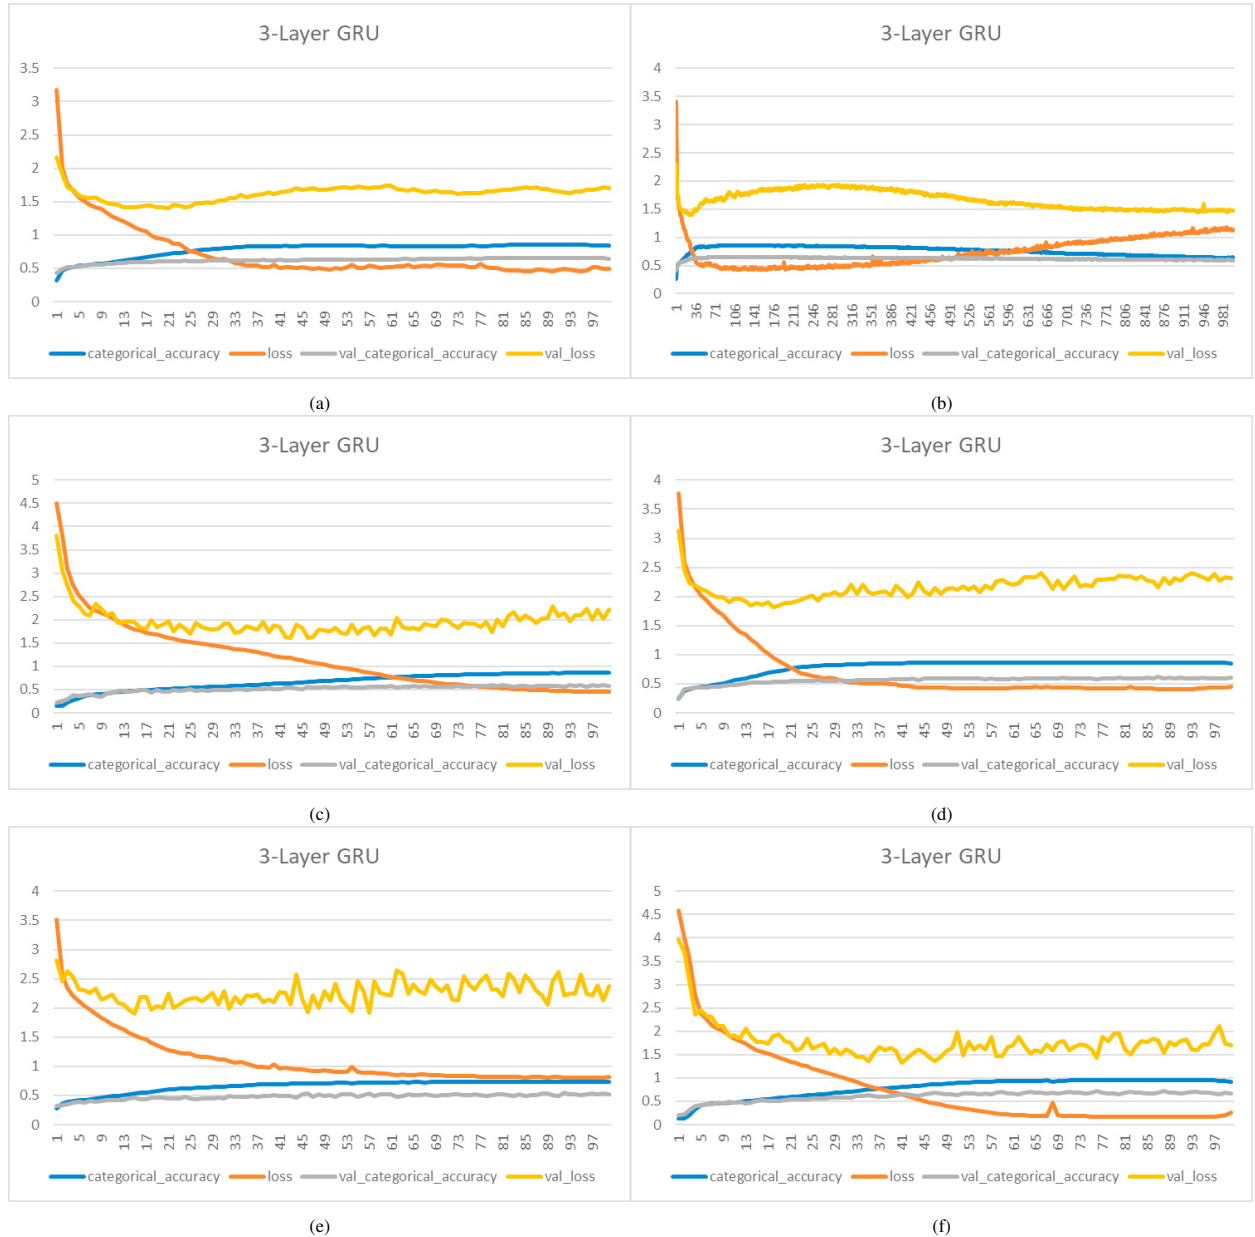 3-Layer GRU
3.5
3
2.5
2
1.5
1
0.5
0
1 5 9 13 17 21 25 29 33 37 41 45 49 53 57 61 65 69 73 77 81 85 89 93 97
categorical_accuracy loss val_categorical_accuracy val_loss
(a)
3-Layer GRU
4
3.5
3
2.5
2
1.5
1
0.5
0
1 36 71 106 141 176 211 246 281 316 351 386 421 456 491 526 561 596 631 666 701 736 771 806 841 876 911 946 981
categorical_accuracy loss val_categorical_accuracy val_loss
(b)
3-Layer GRU
5
4.5
4
3.5
3
2.5
2
1.5
1
0.5
0
1 5 9 13 17 21 25 29 33 37 41 45 49 53 57 61 65 69 73 77 81 85 89 93 97
categorical_accuracy loss val_categorical_accuracy val_loss
(c)
3-Layer GRU
4
3.5
3
2.5
2
1.5
1
0.5
0
1 5 9 13 17 21 25 29 33 37 41 45 49 53 57 61 65 69 73 77 81 85 89 93 97
categorical_accuracy loss val_categorical_accuracy val_loss
(d)
3-Layer GRU
4
3.5
3
2.5
2
1.5
1
0.5
0
1 5 9 13 17 21 25 29 33 37 41 45 49 53 57 61 65 69 73 77 81 85 89 93 97
categorical_accuracy loss val_categorical_accuracy val_loss
(e)
3-Layer GRU
5
4.5
4
3.5
3
2.5
2
1.5
1
0.5
0
1 5 9 13 17 21 25 29 33 37 41 45 49 53 57 61 65 69 73 77 81 85 89 93 97
categorical_accuracy loss val_categorical_accuracy val_loss
(f)